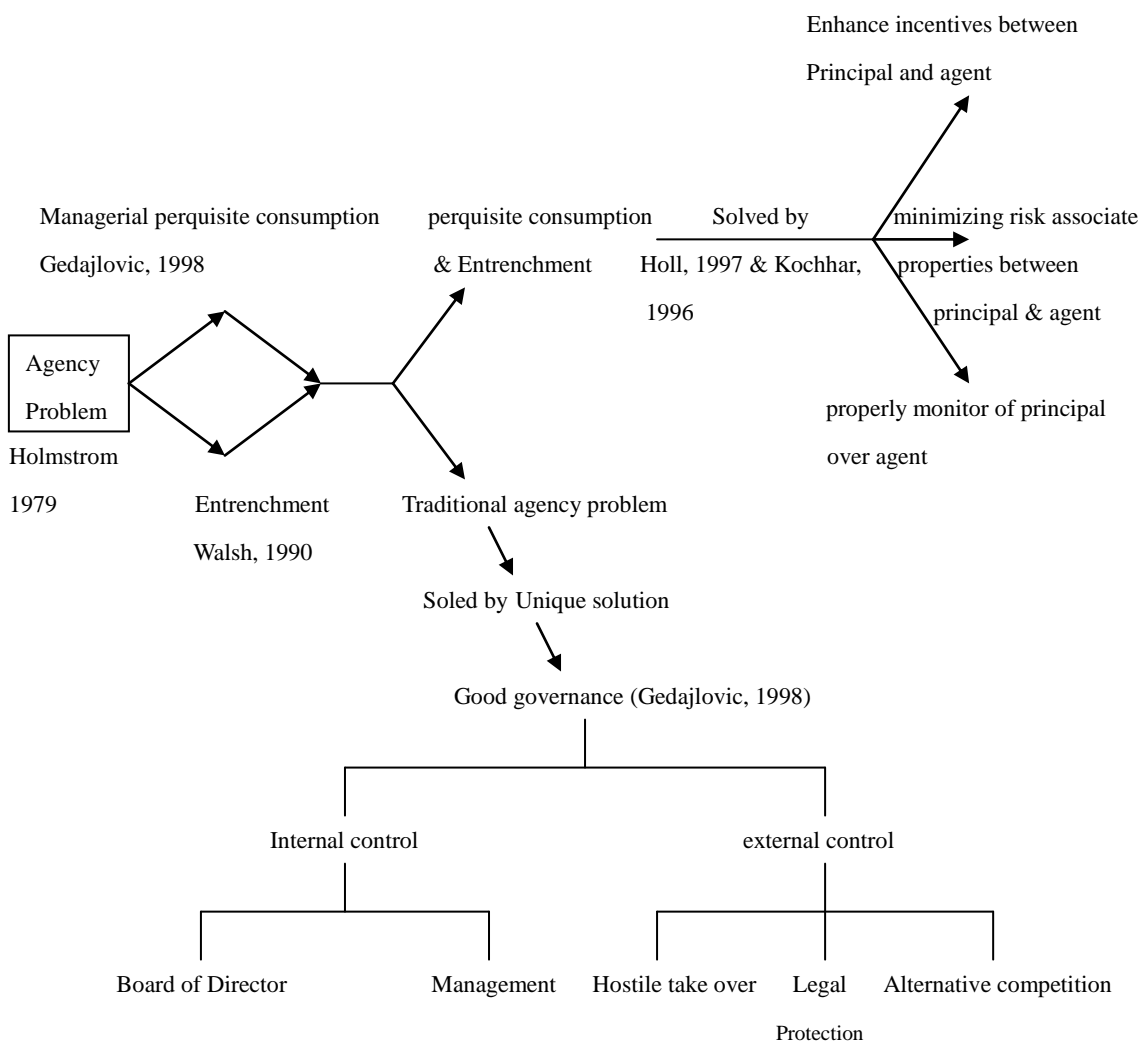 Enhance incentives between
Principal and agent
Managerial perquisite consumption
Gedajlovic, 1998
perquisite consumption
& Entrenchment
Solved by
Holl, 1997 & Kochhar,
1996
minimizing risk associate
properties between
principal & agent
Agency
Problem
Holmstrom
1979
properly monitor of principal
over agent
Entrenchment
Walsh, 1990
Traditional agency problem
Soled by Unique solution
Good governance (Gedajlovic, 1998)
Internal control
external control
Board of Director
Management
Hostile take over
Legal
Protection
Alternative competition